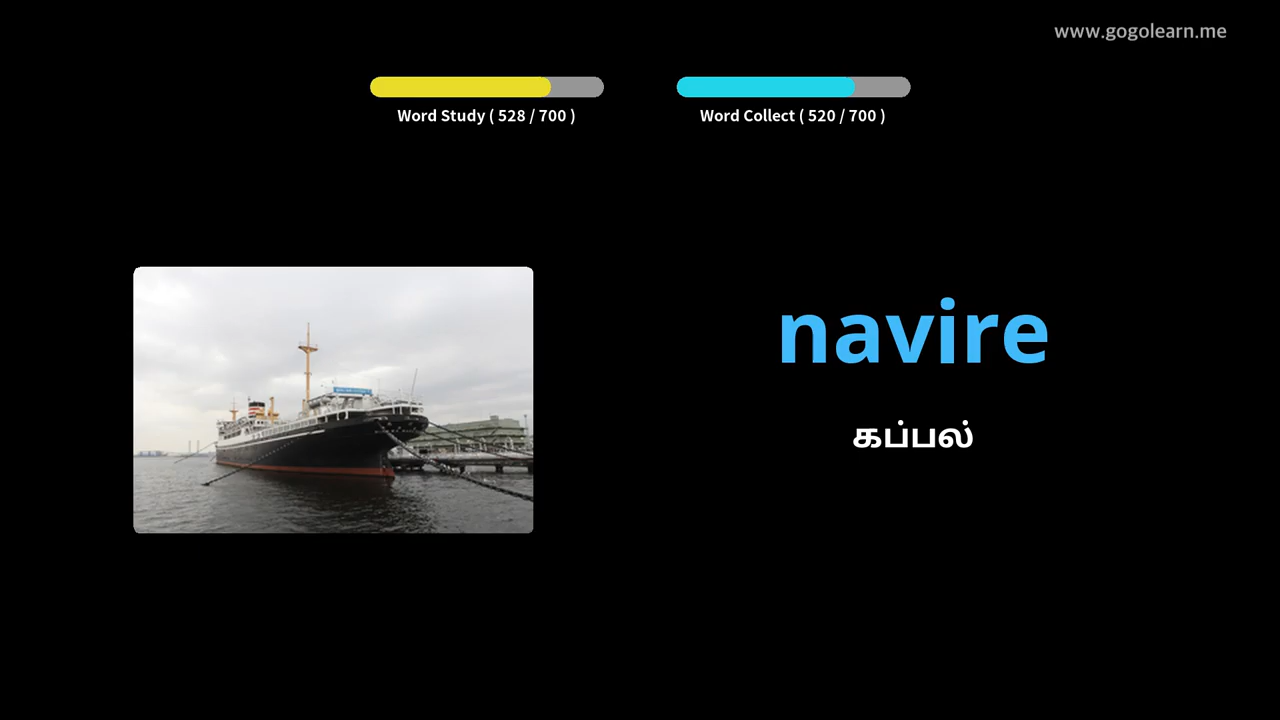 www.gogolearn.me
Word Study ( 528 / 700 )
Word Collect ( 520 / 700 )
navire
கப்பல்